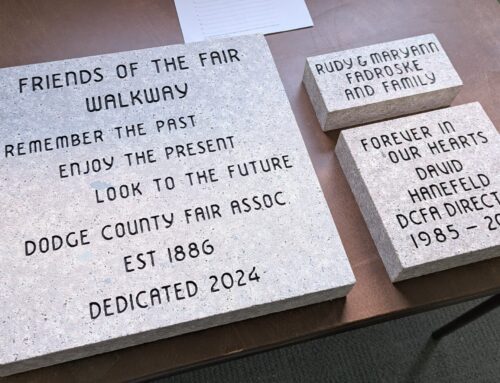 FRIENDS OF THE FAIR
WALKWAY
REMEMBER THE PAST
ENJOY THE PRESENT
LOOK TO THE FUTURE
DODGE COUNTY FAIR ASSOC
EST 1886
DEDICATED 2024
RUDY & MARYANN
FADROSKE
AND FAMILY
FOREVER IN
OUR HEARTS
DAVID
HANEFELD
DCFA
1985 –